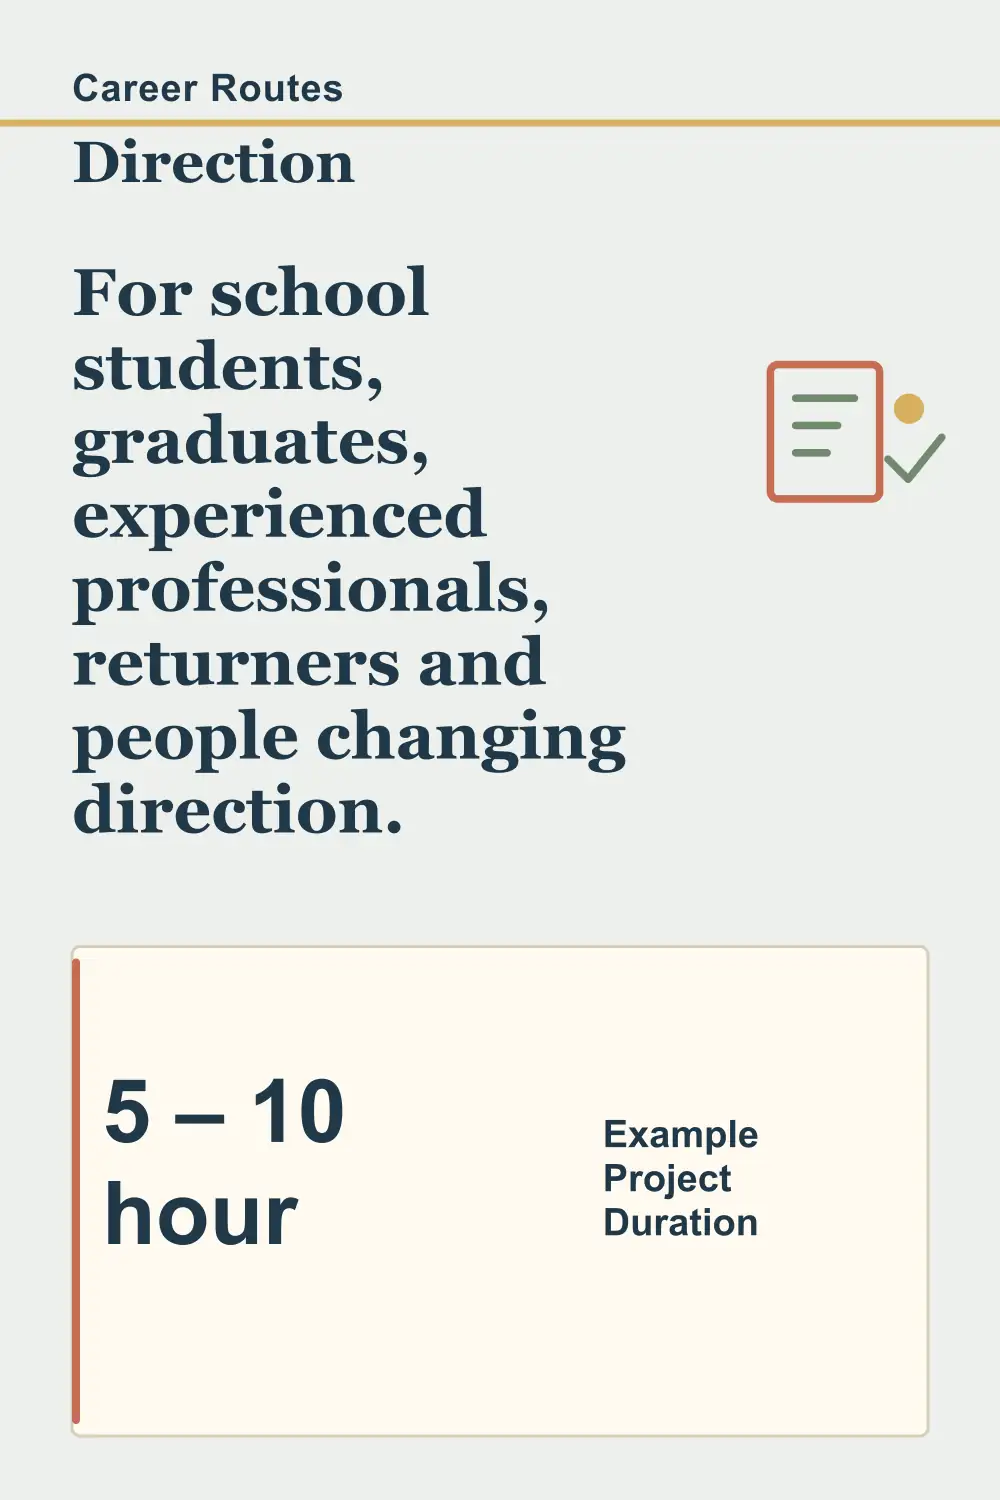 Career Routes
Direction
For school
students,
graduates,
experienced
professionals,
returners and
people changing
direction.
5 – 10
hour
Example
Project
Duration